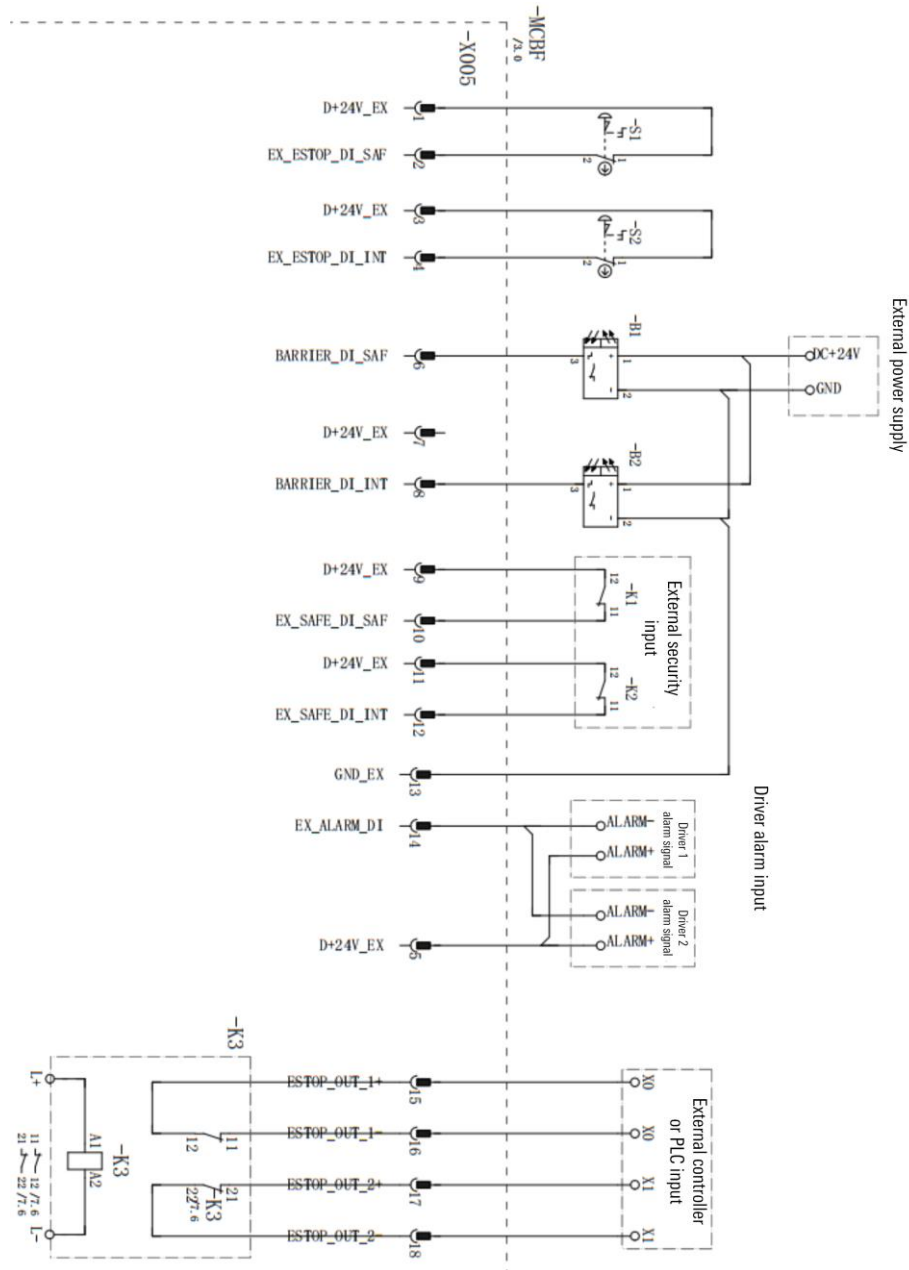 -MCBF
/3.0
-X005
D+24V_EX
1
-S1
1
2
EX_ESTOP_DI_SAF
2
D+24V_EX
3
-S2
1
2
EX_ESTOP_DI_INT
4
External power supply
DC+24V
GND
-B1
+
-
1
2
3
BARRIER_DI_SAF
6
D+24V_EX
7
-B2
+
-
1
2
3
BARRIER_DI_INT
8
D+24V_EX
9
External security
input
12
-K1
11
EX_SAFE_DI_SAF
10
D+24V_EX
11
12
-K2
11
EX_SAFE_DI_INT
12
GND_EX
13
Driver alarm input
EX_ALARM_DI
14
ALARM-
ALARM+
Driver 1
alarm signal
ALARM-
ALARM+
Driver 2
alarm signal
D+24V_EX
5
-K3
ESTOP_OUT_1+
15
X0
ESTOP_OUT_1-
16
X0
ESTOP_OUT_2+
17
X1
ESTOP_OUT_2-
18
X1
External controller
or PLC input
12
11
22
21
-K3
/7.6
L+
A1
-K3
A2
L-
11
12 /7.6
21
22 /7.6